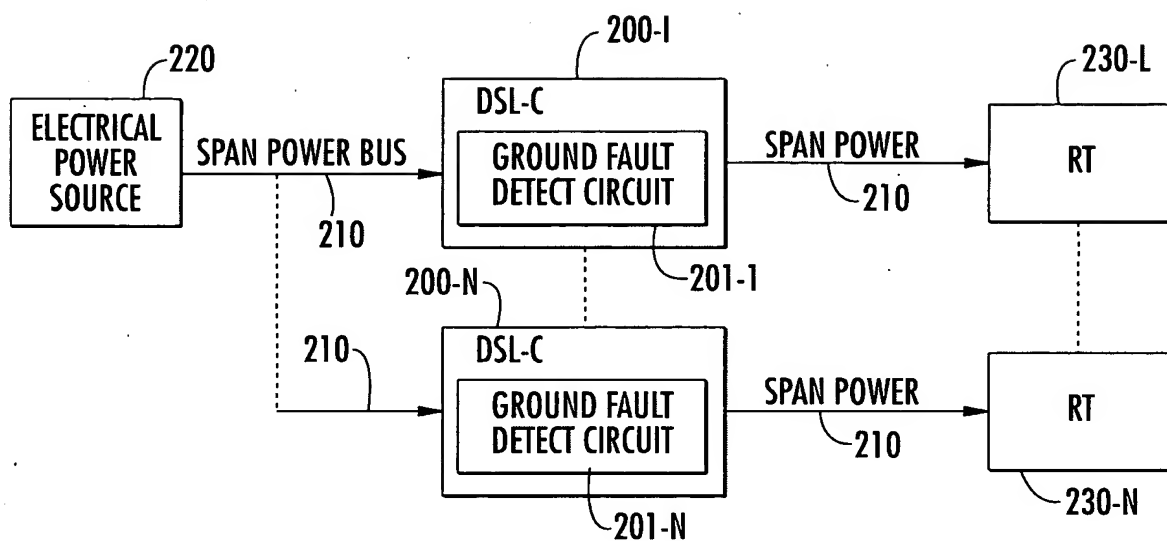 200-I
220
230-L
ELECTRICAL
POWER
SOURCE
SPAN POWER BUS
210
DSL-C
GROUND FAULT
DETECT CIRCUIT
SPAN POWER
210
RT
201-1
200-N
210
DSL-C
GROUND FAULT
DETECT CIRCUIT
SPAN POWER
210
RT
201-N
230-N